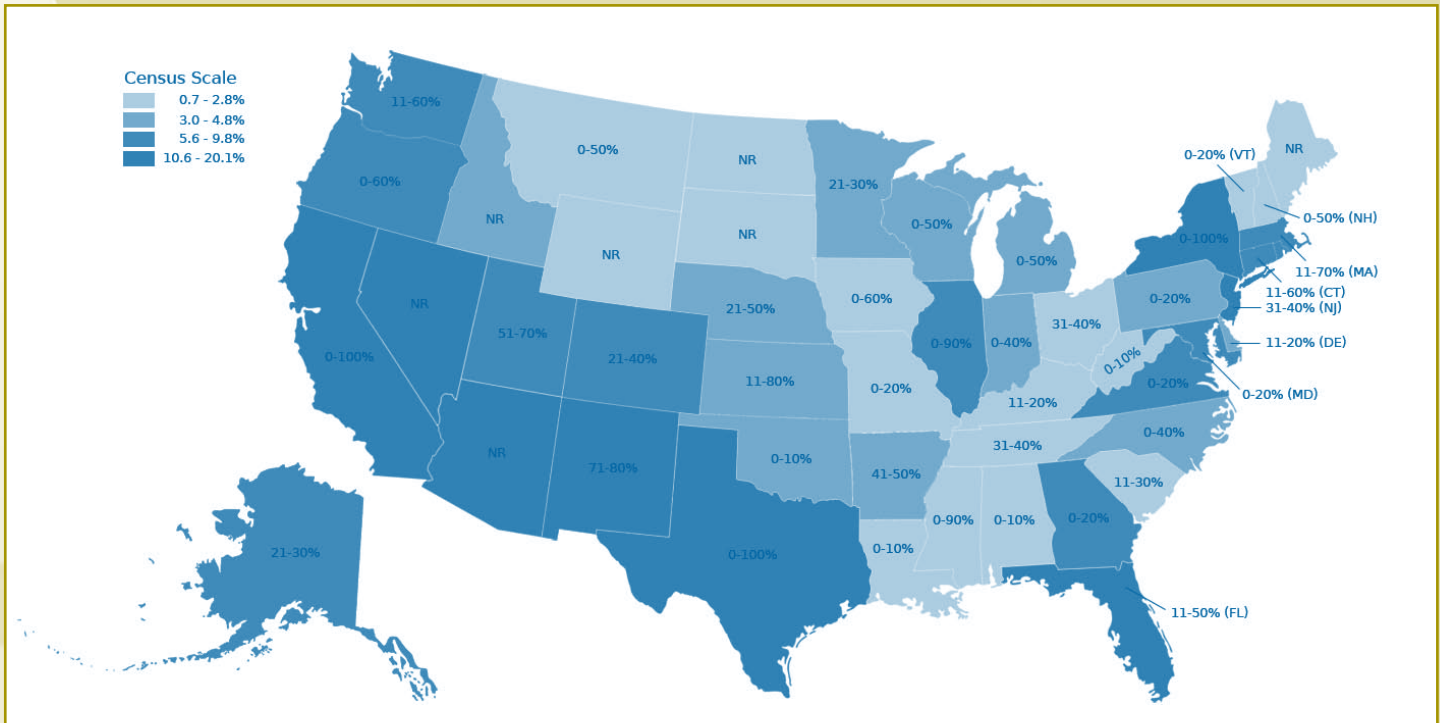 Census Scale
0.7 - 2.8%
3.0 - 4.8%
5.6 - 9.8%
10.6 - 20.1%
11-60%
0-50%
NR
21-30%
0-20% (VT)
NR
0-60%
NR
NR
NR
0-50%
0-50%
0-100%
0-50% (NH)
11-70% (MA)
11-60% (CT)
31-40% (NJ)
NR
21-50%
0-60%
0-20%
0-100%
51-70%
21-40%
0-90%
0-40%
31-40%
0-10%
11-20% (DE)
11-80%
0-20%
11-20%
0-20%
0-20% (MD)
NR
71-80%
0-10%
41-50%
31-40%
0-40%
11-30%
21-30%
0-100%
0-10%
0-90%
0-10%
0-20%
11-50% (FL)